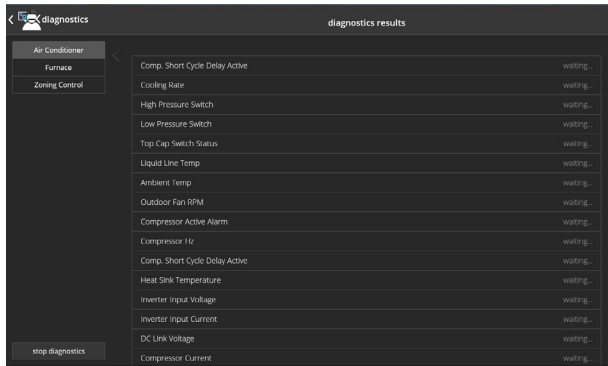 diagnostics
diagnostics results
Air Conditioner
Furnace
Zoning Control
Comp. Short Cycle Delay Active waiting...
Cooling Rate waiting...
High Pressure Switch waiting...
Low Pressure Switch waiting...
Top Cap Switch Status waiting...
Liquid Line Temp waiting...
Ambient Temp waiting...
Outdoor Fan RPM waiting...
Compressor Active Alarm waiting...
Compressor Hz waiting...
Comp. Short Cycle Delay Active waiting...
Heat Sink Temperature waiting...
Inverter Input Voltage waiting...
Inverter Input Current waiting...
DC Link Voltage waiting...
Compressor Current waiting...
stop diagnostics